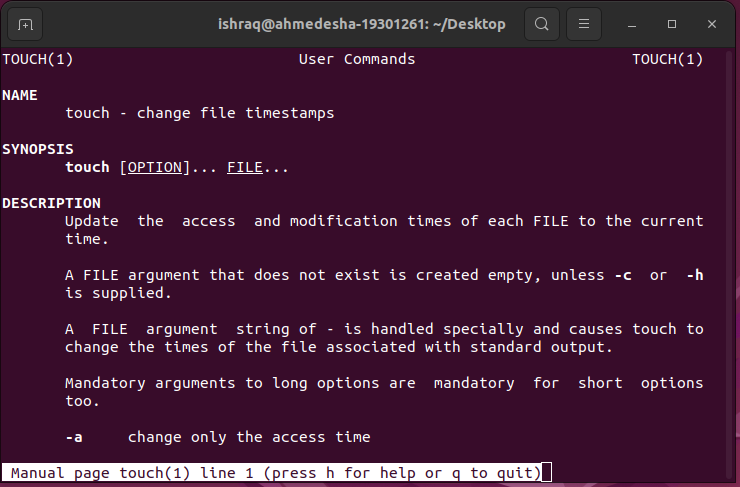 ishraq@ahmedesha-19301261: ~/Desktop
TOUCH(1) User Commands TOUCH(1)
NAME
touch - change file timestamps
SYNOPSIS
touch [OPTION]... FILE...
DESCRIPTION
Update the access and modification times of each FILE to the current
time.
A FILE argument that does not exist is created empty, unless -c or -h
is supplied.
A FILE argument string of - is handled specially and causes touch to
change the times of the file associated with standard output.
Mandatory arguments to long options are mandatory for short options
too.
-a change only the access time
Manual page touch(1) line 1 (press h for help or q to quit)